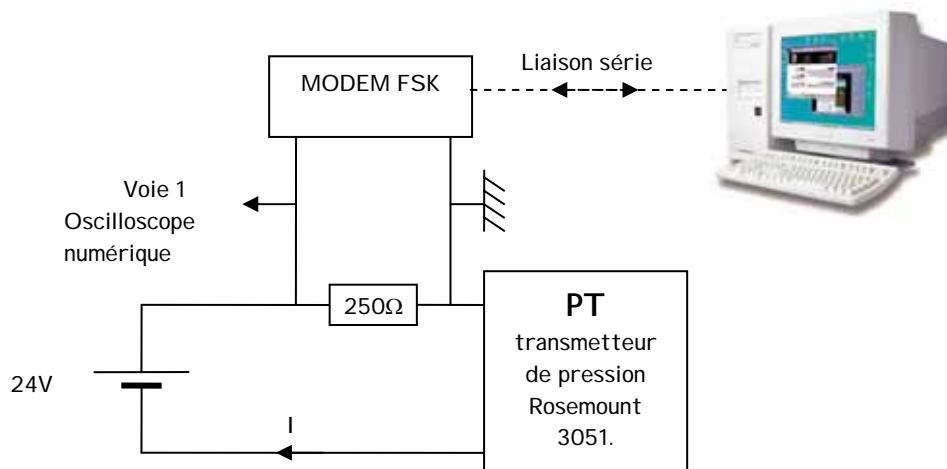 MODEM FSK
Liaison série
Voie 1
Oscilloscope
numérique
250Ω
PT
transmetteur
de pression
Rosemount
3051.
24V
I